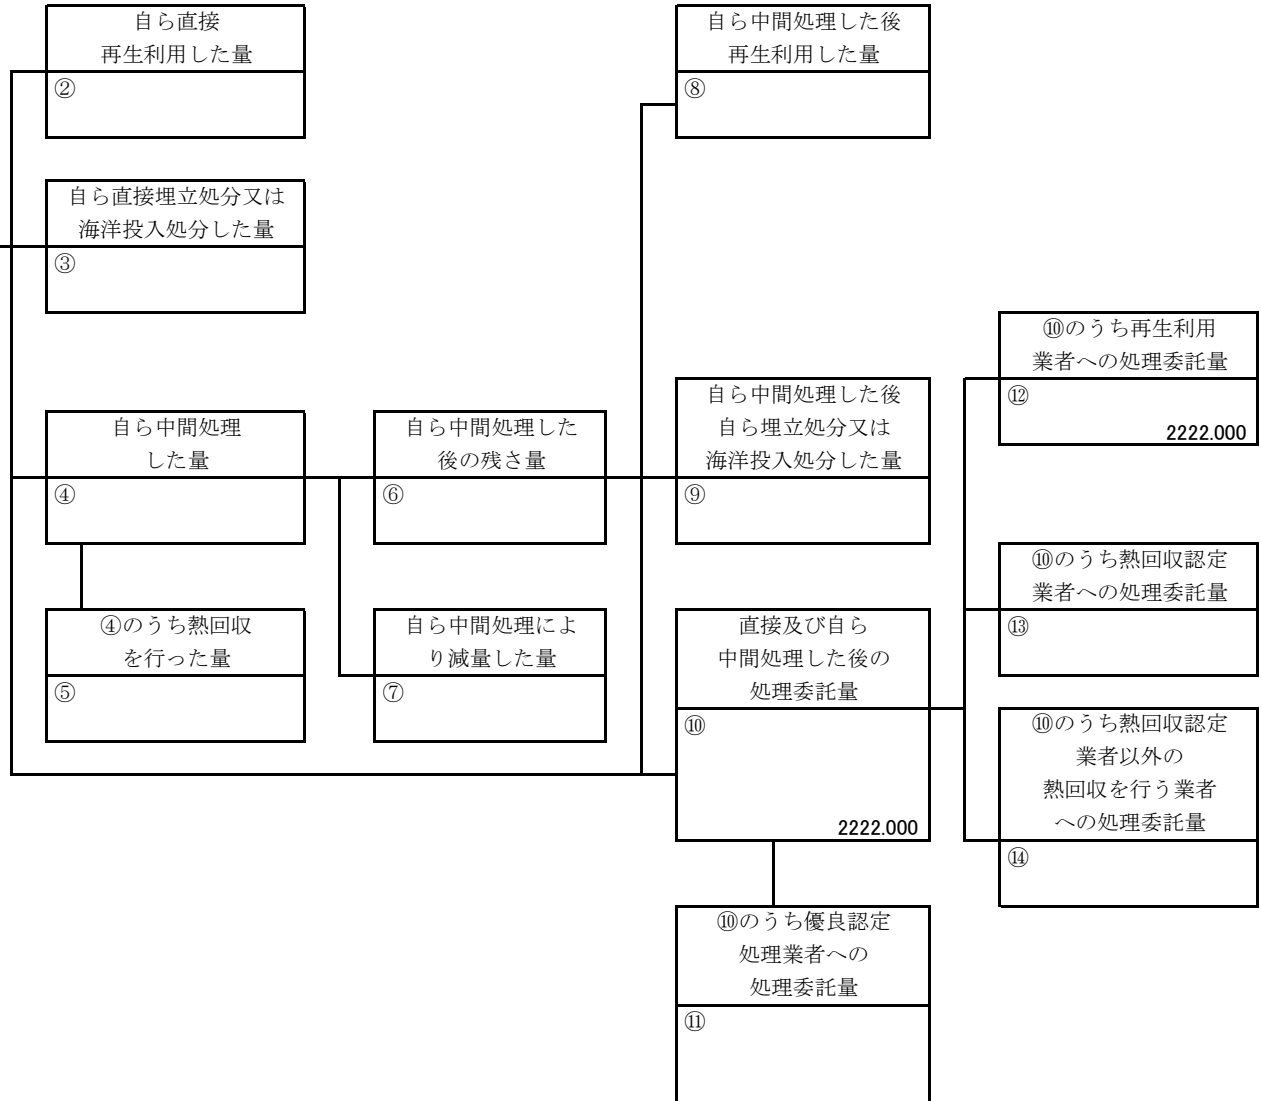 自ら直接
再生利用した量
②
自ら中間処理した後
再生利用した量
⑧
自ら直接埋立処分又は
海洋投入処分した量
③
⑩のうち再生利用
業者への処理委託量
⑫
2222.000
自ら中間処理
した量
④
自ら中間処理した
後の残さ量
⑥
自ら中間処理した後
自ら埋立処分又は
海洋投入処分した量
⑨
⑩のうち熱回収認定
業者への処理委託量
⑬
④のうち熱回収
を行った量
⑤
自ら中間処理によ
り減量した量
⑦
直接及び自ら
中間処理した後の
処理委託量
⑩
2222.000
⑩のうち熱回収認定
業者以外の
熱回収を行う業者
への処理委託量
⑭
⑩のうち優良認定
処理業者への
処理委託量
⑪